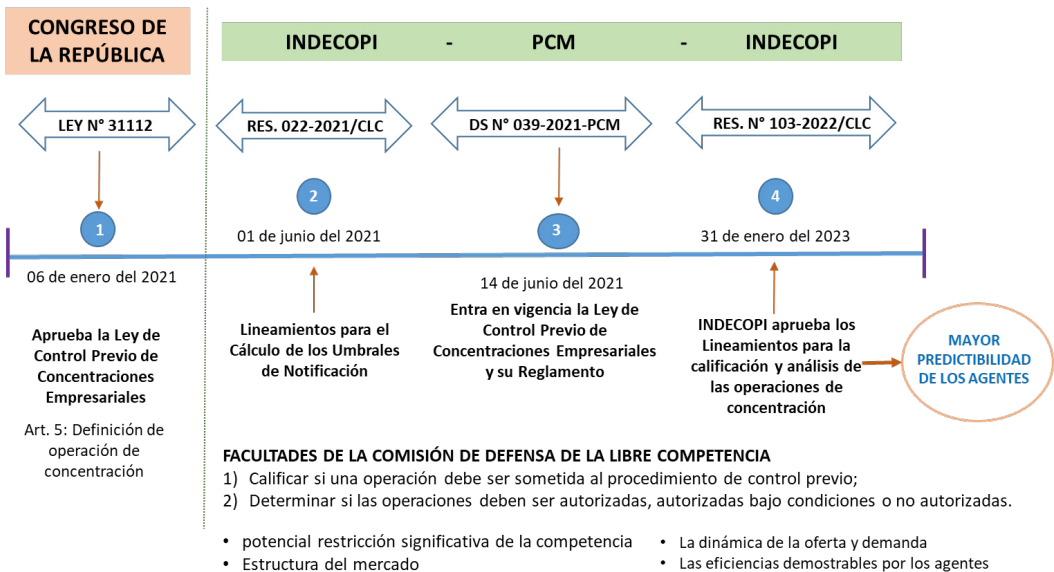 CONGRESO DE
LA REPÚBLICA
INDECOPI - PCM - INDECOPI
LEY N° 31112
RES. 022-2021/CLC
DS N° 039-2021-PCM
RES. N° 103-2022/CLC
1
2
3
4
06 de enero del 2021
01 de junio del 2021
14 de junio del 2021
31 de enero del 2023
Aprueba la Ley de
Control Previo de
Concentraciones
Empresariales
Art. 5: Definición de
operación de
concentración
Lineamientos para el
Cálculo de los Umbrales
de Notificación
Entra en vigencia la Ley de
Control Previo de
Concentraciones Empresariales
y su Reglamento
INDECOPI aprueba los
Lineamientos para la
calificación y análisis de
las operaciones de
concentración
MAYOR
PREDICTIBILIDAD
DE LOS AGENTES
FACULTADES DE LA COMISIÓN DE DEFENSA DE LA LIBRE COMPETENCIA
1) Calificar si una operación debe ser sometida al procedimiento de control previo;
2) Determinar si las operaciones deben ser autorizadas, autorizadas bajo condiciones o no autorizadas.
• potencial restricción significativa de la competencia
• Estructura del mercado
• La dinámica de la oferta y demanda
• Las eficiencias demostrables por los agentes